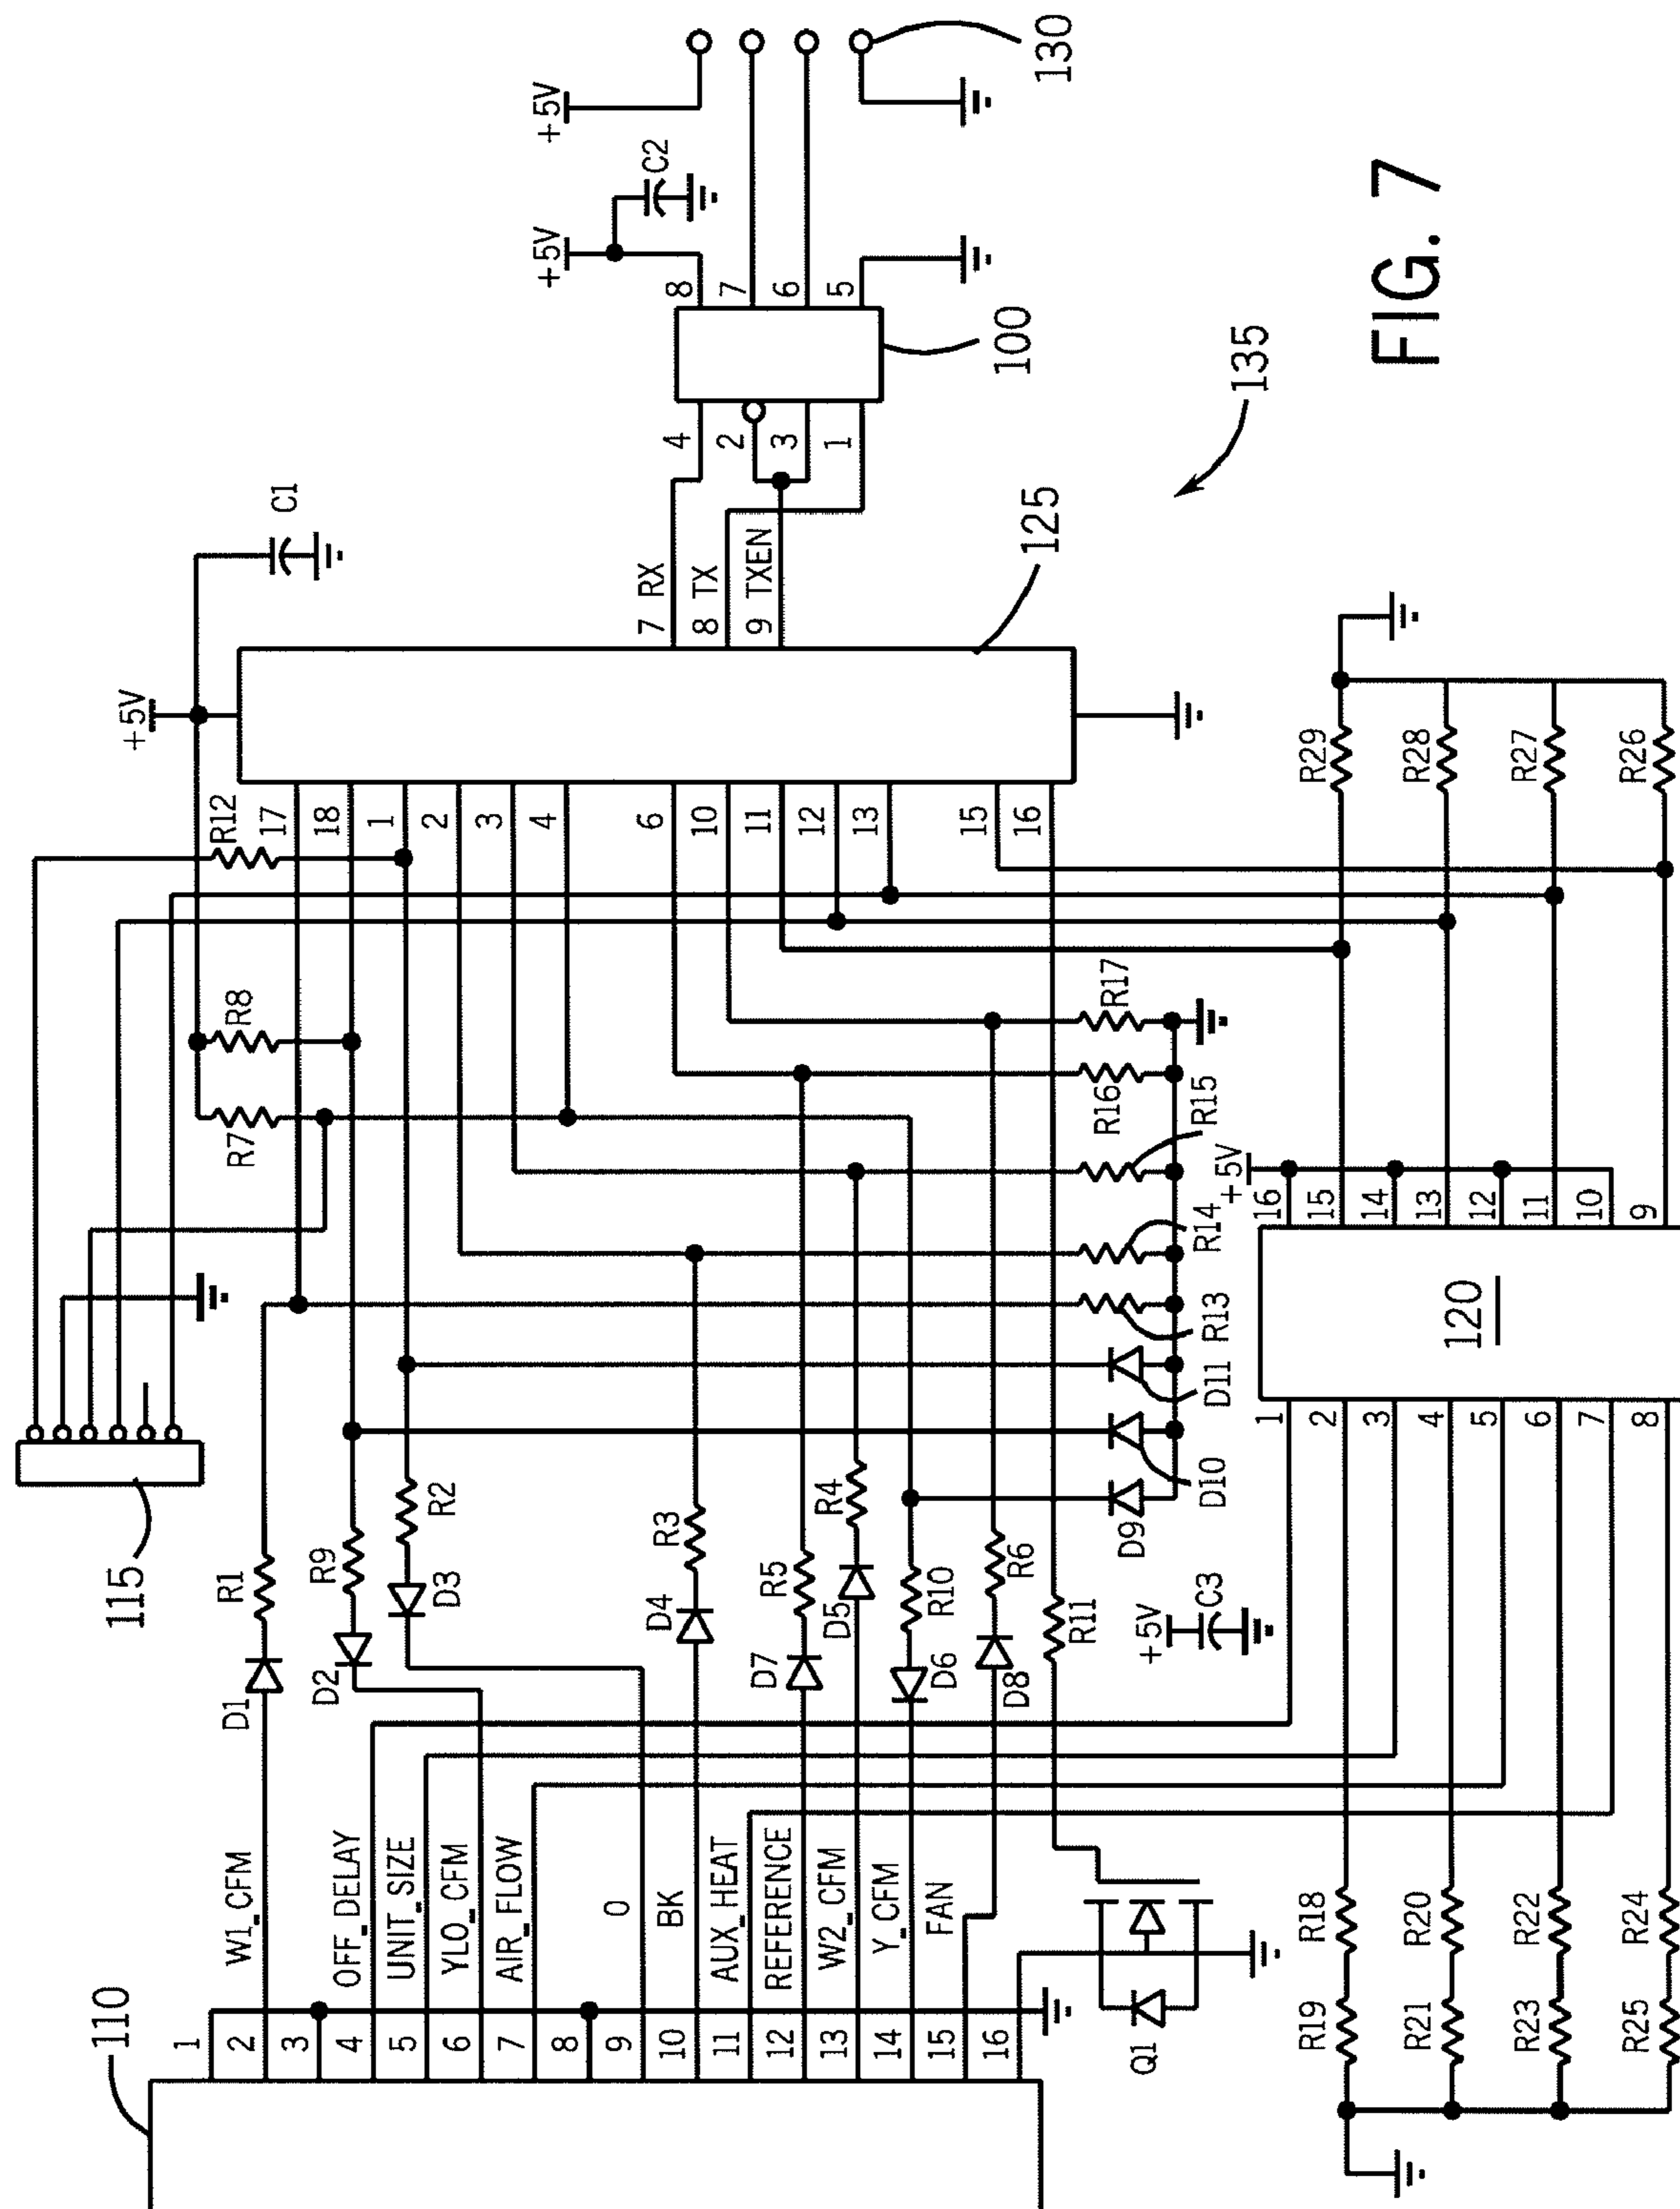 115
+5V
R7
R8
R12
C1
17
18
1
2
3
4
6
10
11
12
13
15
16
7 RX
8 TX
9 TXEN
125
4
2
3
1
8
7
6
5
100
+5V
C2
+5V
130
135
FIG. 7
110
1
2
3
4
5
6
7
8
9
10
11
12
13
14
15
16
W1_CFM
OFF_DELAY
UNIT_SIZE
YLO_CFM
AIR_FLOW
O
BK
AUX_HEAT
REFERENCE
W2_CFM
Y_CFM
FAN
D1
R1
D2
R9
D3
R2
D4
R3
D7
R5
D5
R4
D6
R10
D8
R6
R11
Q1
+5V
C3
D9
D10
D11
R13
R14
R15
R16
R17
+5V
120
1
2
3
4
5
6
7
8
16
15
14
13
12
11
10
9
R19
R18
R21
R20
R23
R22
R25
R24
R29
R28
R27
R26